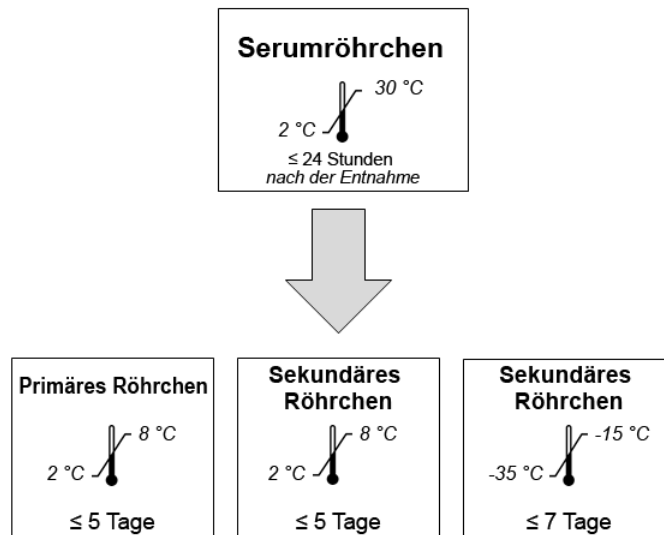 Serumröhrchen
30 °C
2 °C
≤ 24 Stunden
nach der Entnahme
Primäres Röhrchen
8 °C
2 °C
≤ 5 Tage
Sekundäres
Röhrchen
8 °C
2 °C
≤ 5 Tage
Sekundäres
Röhrchen
-15 °C
-35 °C
≤ 7 Tage